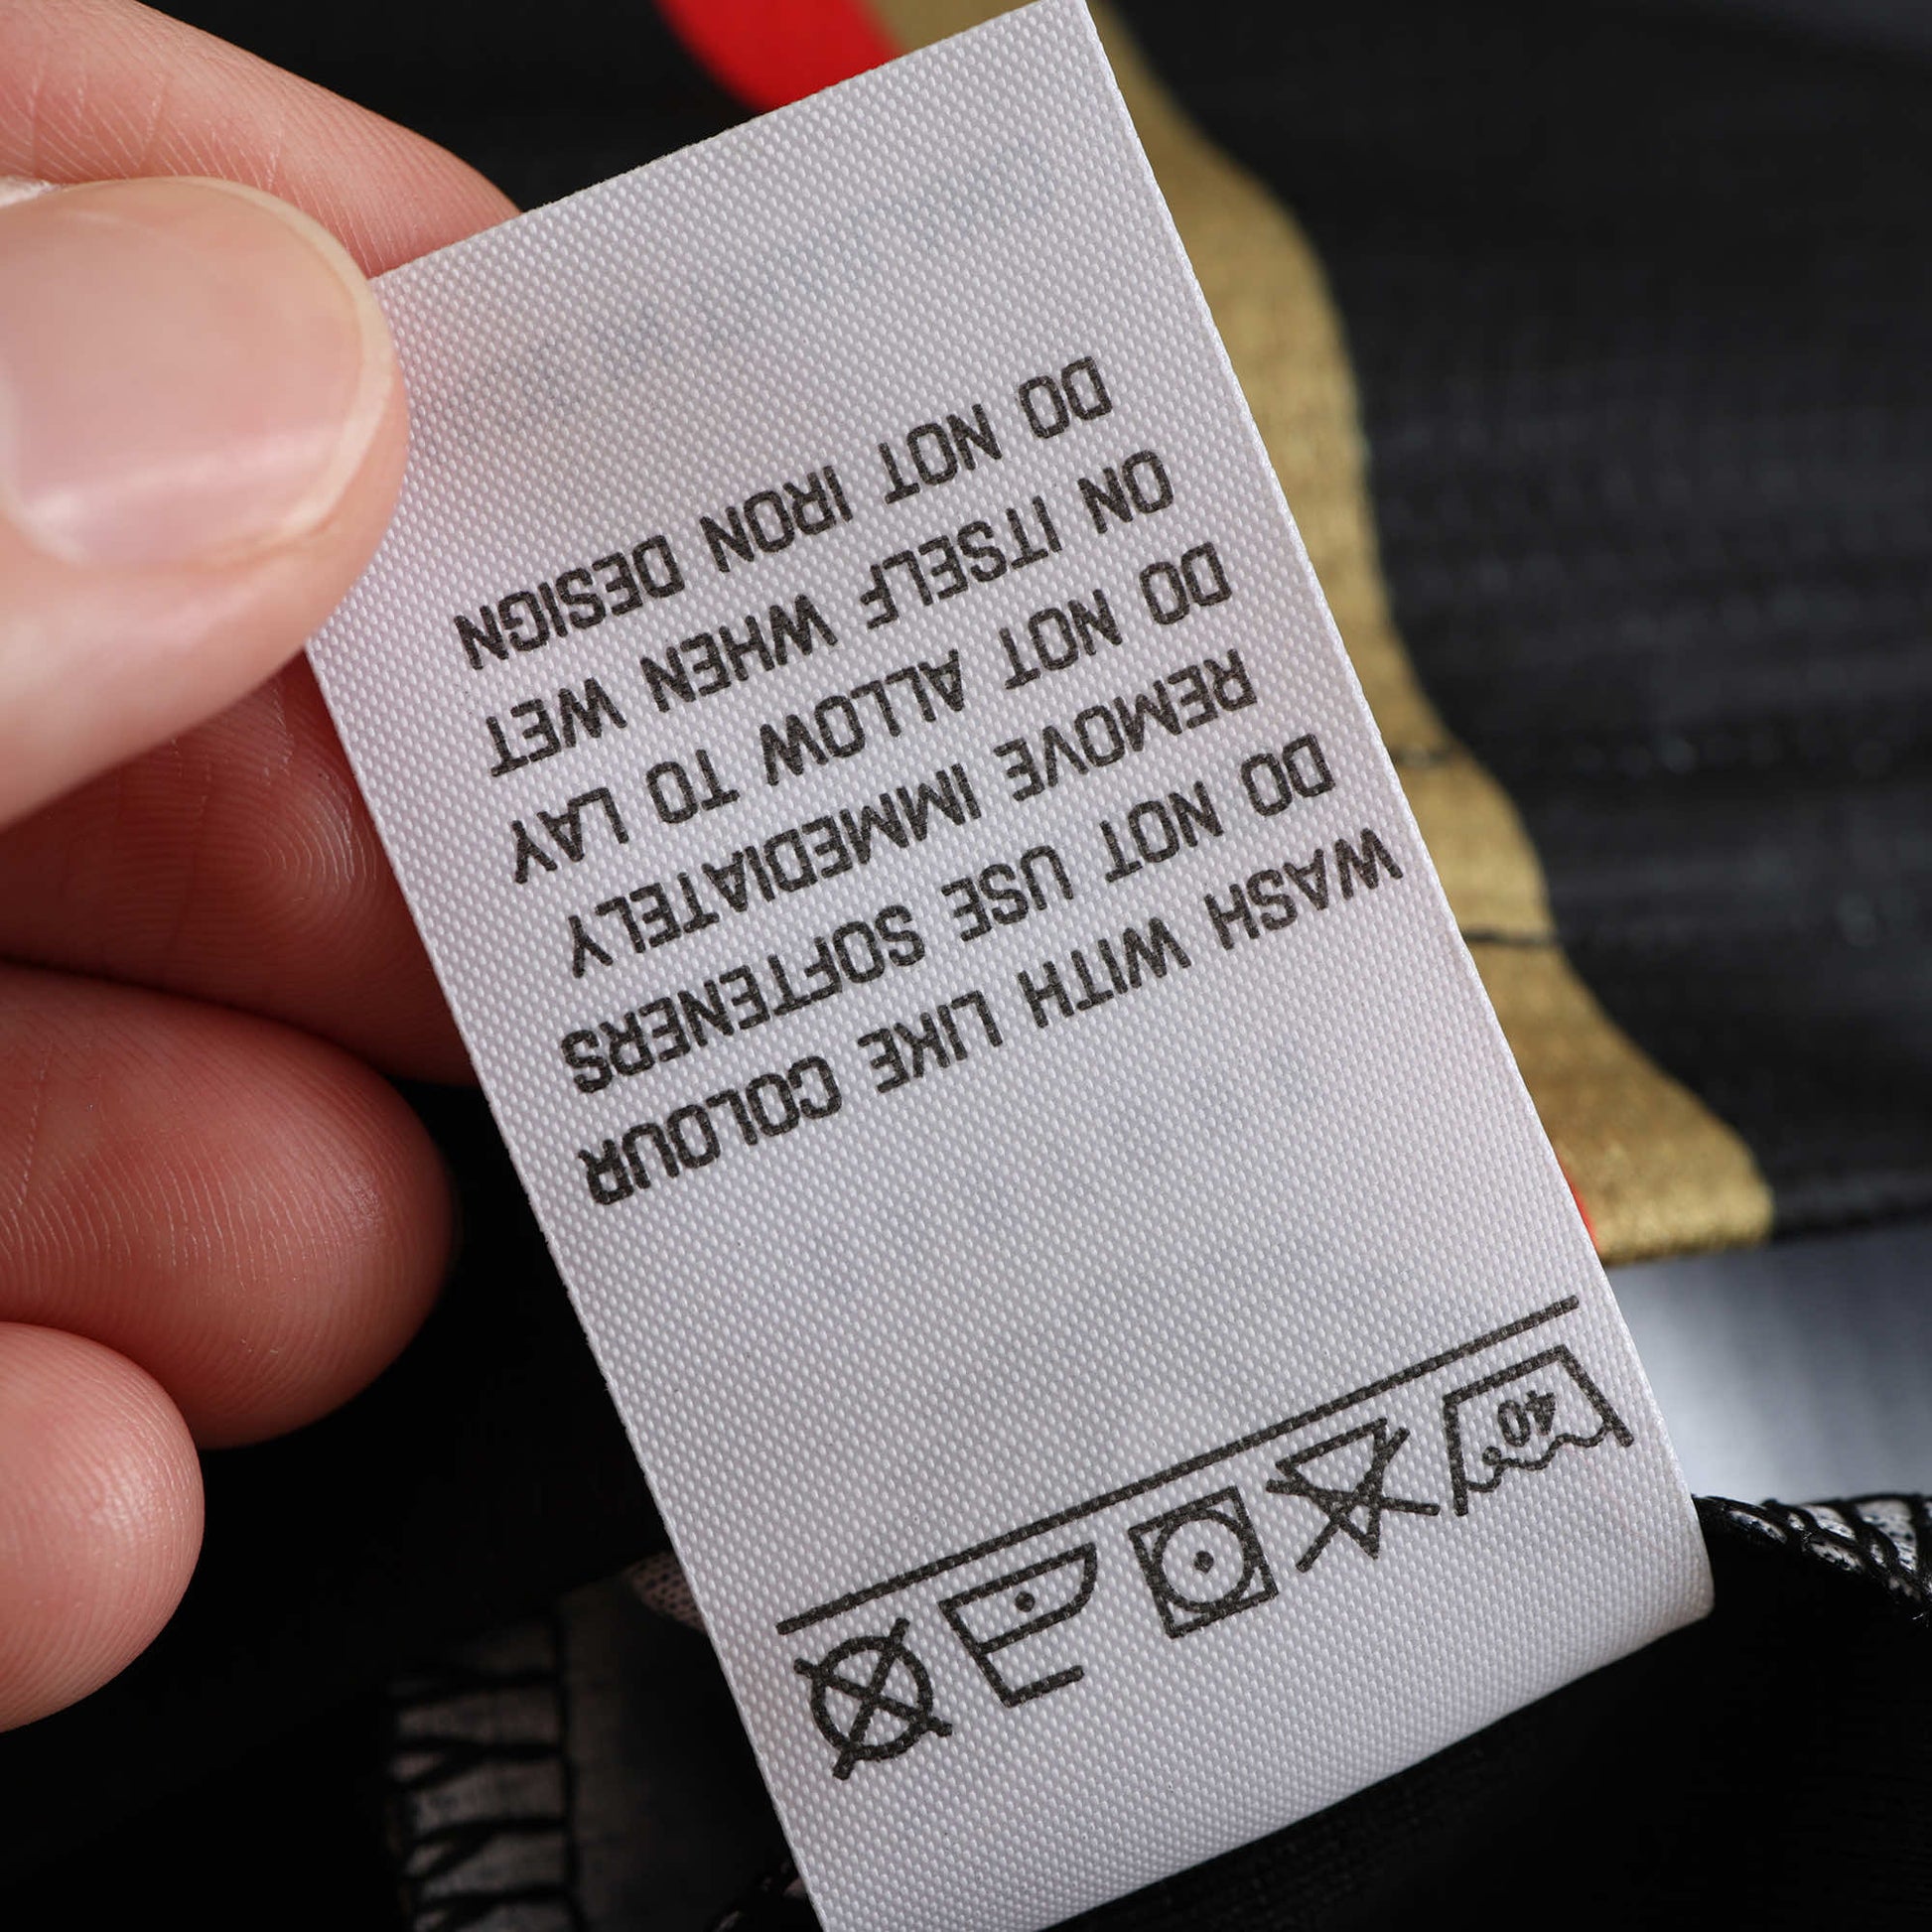 40
WASH WITH LIKE COLOUR
DO NOT USE SOFTENERS
REMOVE IMMEDIATELY
DO NOT ALLOW TO LAY
ON ITSELF WHEN WET
DO NOT IRON DESIGN